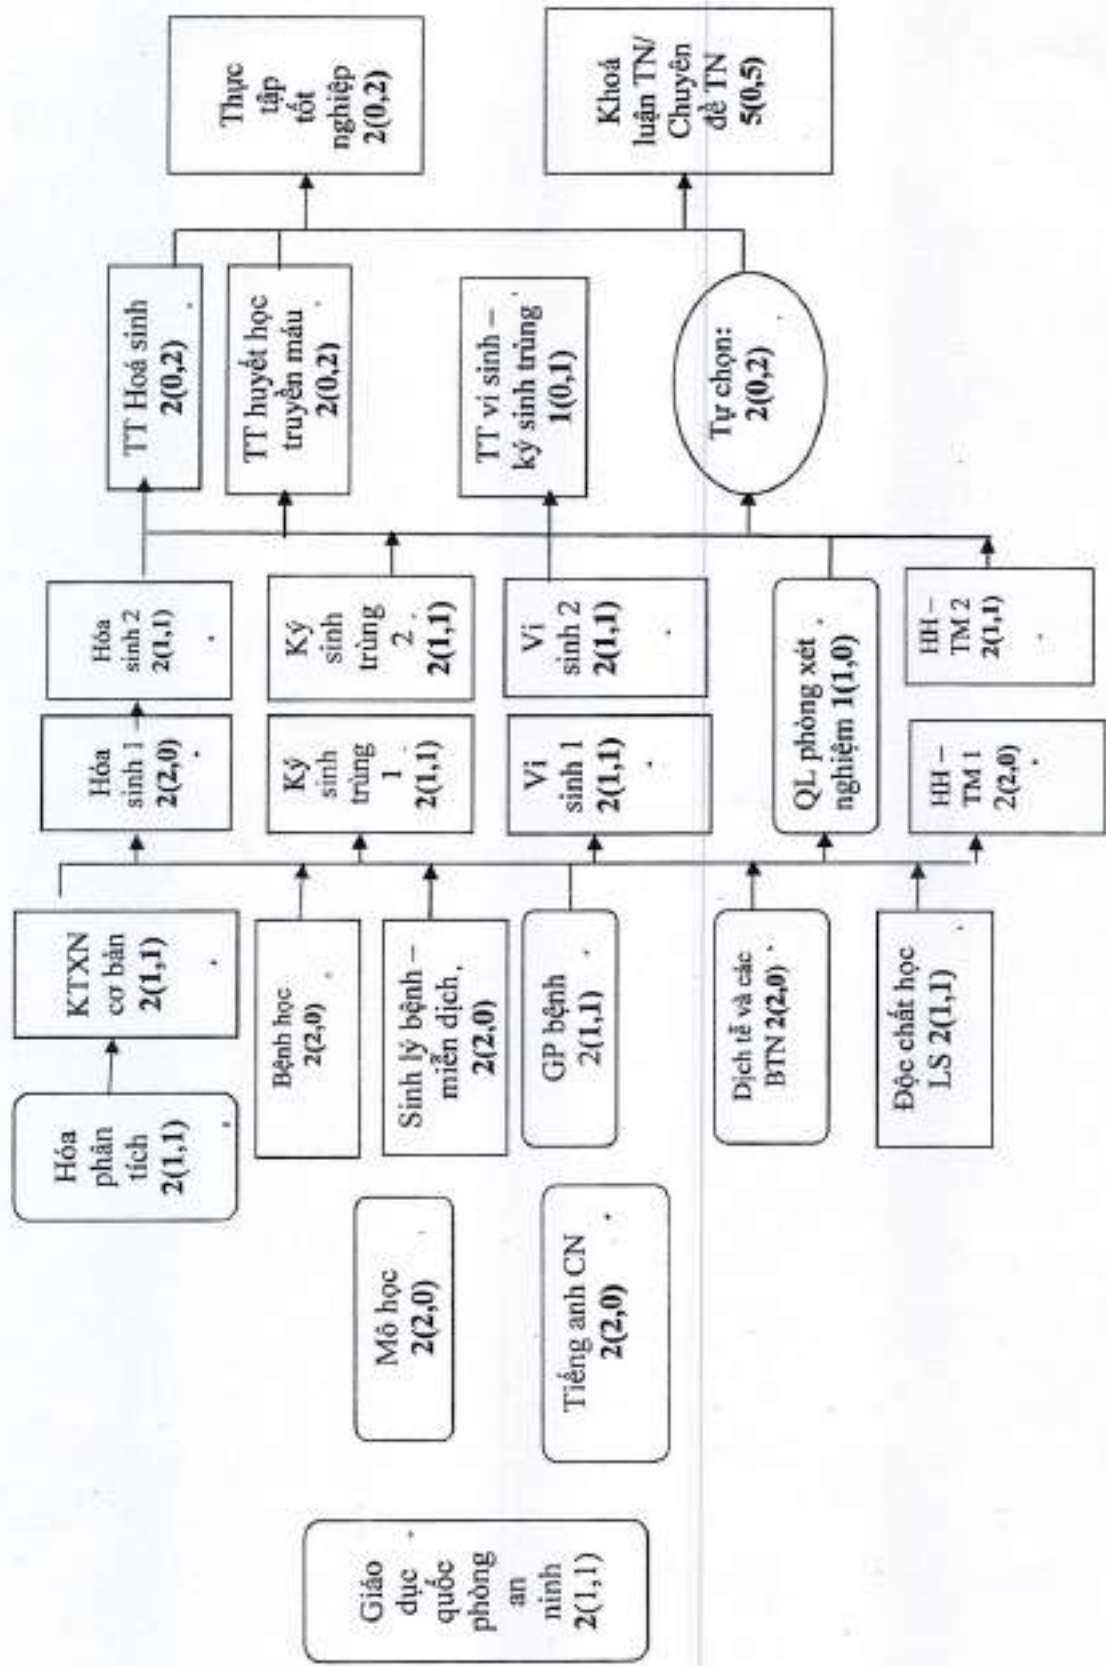 Giáo
dục
quốc
phòng
an
ninh
2(1,1)
Mô học
2(2,0)
Tiếng anh CN
2(2,0)
Hóa
phân
tích
2(1,1)
KTXN
cơ bản
2(1,1)
Bệnh học
2(2,0)
Sinh lý bệnh –
miễn dịch
2(2,0)
GP bệnh
2(1,1)
Dịch tễ và các
BTN 2(2,0)
Độc chất học
LS 2(1,1)
Hóa
sinh 1
2(2,0)
Ký
sinh
trùng
1
2(1,1)
Vi
sinh 1
2(1,1)
QL phòng xét
nghiệm 1(1,0)
HH –
TM 1
2(2,0)
Hóa
sinh 2
2(1,1)
Ký
sinh
trùng
2
2(1,1)
Vi
sinh 2
2(1,1)
HH –
TM 2
2(1,1)
TT Hoá sinh
2(0,2)
TT huyết học
truyền máu
2(0,2)
TT vi sinh –
ký sinh trùng
1(0,1)
Tự chọn:
2(0,2)
Thực
tập
tốt
nghiệp
2(0,2)
Khoá
luận TN/
Chuyên
đề TN
5(0,5)